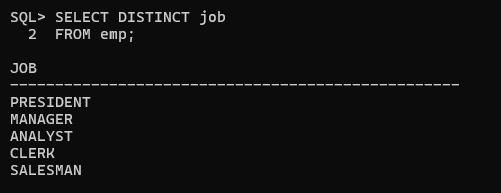 SQL> SELECT DISTINCT job
  2  FROM emp;
JOB
--------------------------------------------------
PRESIDENT
MANAGER
ANALYST
CLERK
SALESMAN